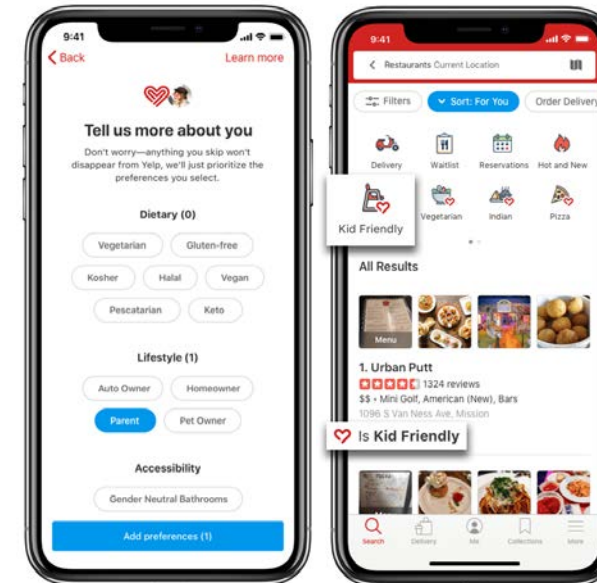 9:41
Back
Learn more
Tell us more about you
Don't worry—anything you skip won't
disappear from Yelp, we'll just prioritize the
preferences you select.
Dietary (0)
Vegetarian
Gluten-free
Kosher
Halal
Vegan
Pescatarian
Keto
Lifestyle (1)
Auto Owner
Homeowner
Parent
Pet Owner
Accessibility
Gender Neutral Bathrooms
Add preferences (1)
9:41
Restaurants Current Location
Filters
Sort: For You
Order Delivery
Delivery
Waitlist
Reservations
Hot and New
Kid Friendly
Vegetarian
Indian
Pizza
All Results
Menu
1. Urban Putt
1324 reviews
$$ • Mini Golf, American (New), Bars
1096 S Van Ness Ave, Mission
Is Kid Friendly
Search
Delivery
Me
Collections
More